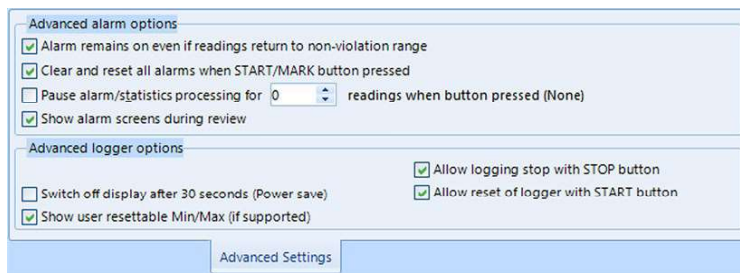 Advanced alarm options
Alarm remains on even if readings return to non-violation range
Clear and reset all alarms when START/MARK button pressed
Pause alarm/statistics processing for 0 readings when button pressed (None)
Show alarm screens during review
Advanced logger options
Allow logging stop with STOP button
Switch off display after 30 seconds (Power save)
Allow reset of logger with START button
Show user resettable Min/Max (if supported)
Advanced Settings